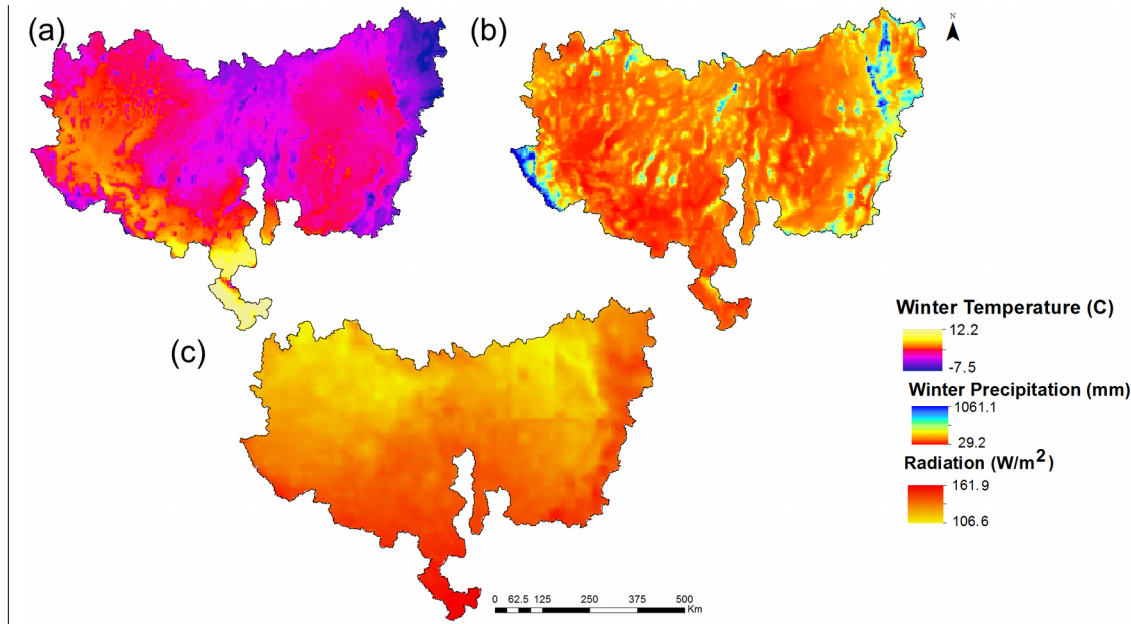 (a)
(b)
N
Winter Temperature (C)
12.2
-7.5
Winter Precipitation (mm)
1061.1
29.2
Radiation (W/m²)
161.9
106.6
(c)
0 62.5 125 250 375 500
Km